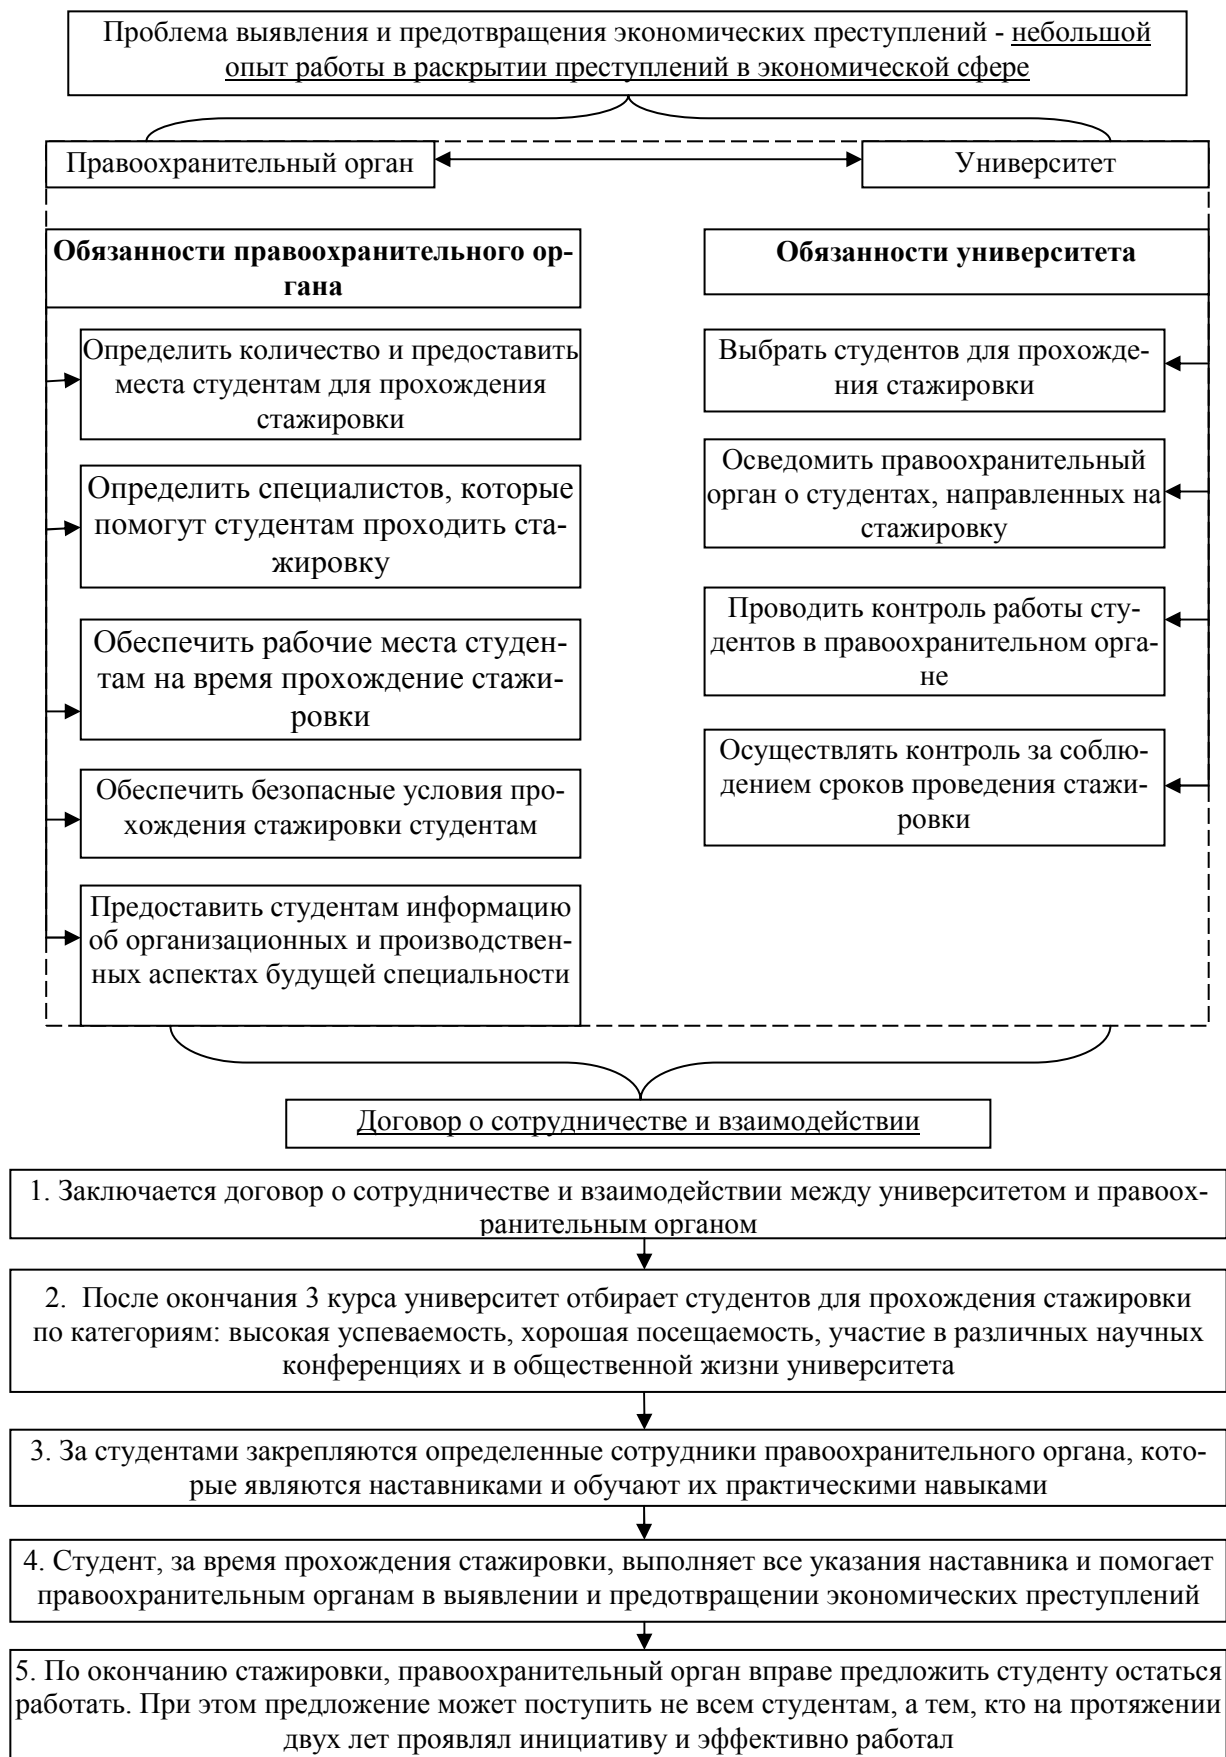 Проблема выявления и предотвращения экономических преступлений - небольшой
опыт работы в раскрытии преступлений в экономической сфере
Правоохранительный орган
Университет
Обязанности правоохранительного ор-
гана
Определить количество и предоставить
места студентам для прохождения
стажировки
Определить специалистов, которые
помогут студентам проходить ста-
жировку
Обеспечить рабочие места студен-
там на время прохождение стажи-
ровки
Обеспечить безопасные условия про-
хождения стажировки студентам
Предоставить студентам информацию
об организационных и производствен-
ных аспектах будущей специальности
Обязанности университета
Выбрать студентов для прохожде-
ния стажировки
Осведомить правоохранительный
орган о студентах, направленных на
стажировку
Проводить контроль работы сту-
дентов в правоохранительном орга-
не
Осуществлять контроль за соблю-
дением сроков проведения стажи-
ровки
Договор о сотрудничестве и взаимодействии
1. Заключается договор о сотрудничестве и взаимодействии между университетом и правоох-
ранительным органом
2. После окончания 3 курса университет отбирает студентов для прохождения стажировки
по категориям: высокая успеваемость, хорошая посещаемость, участие в различных научных
конференциях и в общественной жизни университета
3. За студентами закрепляются определенные сотрудники правоохранительного органа, кото-
рые являются наставниками и обучают их практическими навыками
4. Студент, за время прохождения стажировки, выполняет все указания наставника и помогает
правоохранительным органам в выявлении и предотвращении экономических преступлений
5. По окончанию стажировки, правоохранительный орган вправе предложить студенту остаться
работать. При этом предложение может поступить не всем студентам, а тем, кто на протяжении
двух лет проявлял инициативу и эффективно работал